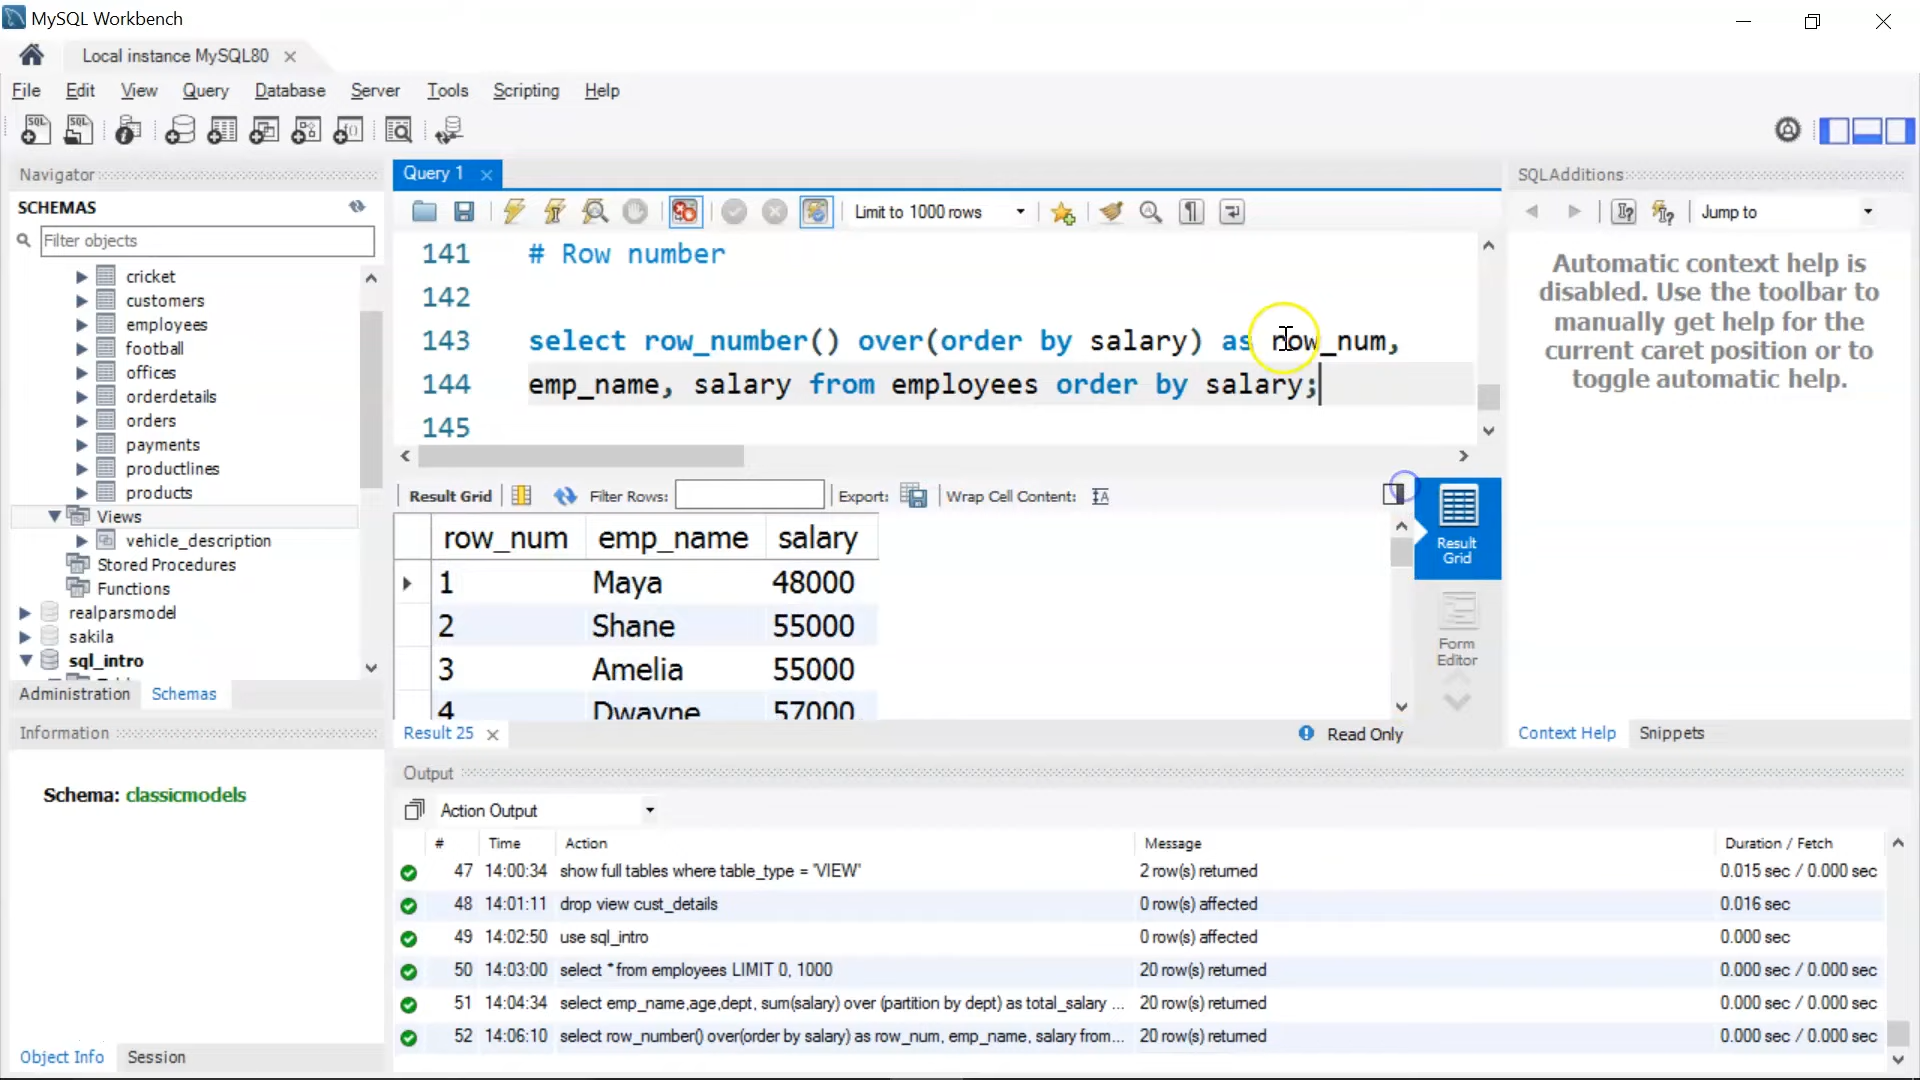 MySQL Workbench
Local instance MySQL80
File Edit View Query Database Server Tools Scripting Help
Navigator
SCHEMAS
Filter objects
cricket
customers
employees
football
offices
orderdetails
orders
payments
productlines
products
Views
vehicle_description
Stored Procedures
Functions
realparsmodel
sakila
sql_intro
Administration Schemas
Information
Schema: classicmodels
Object Info Session
Query 1
Limit to 1000 rows
141 # Row number
142
143 select row_number() over(order by salary) as row_num,
144 emp_name, salary from employees order by salary;
145
Result Grid Filter Rows: Export: Wrap Cell Content:
row_num emp_name salary
1 Maya 48000
2 Shane 55000
3 Amelia 55000
4 Dwayne 57000
Result Grid
Form Editor
Result 25
Read Only
SQLAdditions
Jump to
Automatic context help is
disabled. Use the toolbar to
manually get help for the
current caret position or to
toggle automatic help.
Context Help Snippets
Output
Action Output
# Time Action Message Duration / Fetch
47 14:00:34 show full tables where table_type = 'VIEW' 2 row(s) returned 0.015 sec / 0.000 sec
48 14:01:11 drop view cust_details 0 row(s) affected 0.016 sec
49 14:02:50 use sql_intro 0 row(s) affected 0.000 sec
50 14:03:00 select * from employees LIMIT 0, 1000 20 row(s) returned 0.000 sec / 0.000 sec
51 14:04:34 select emp_name,age,dept, sum(salary) over (partition by dept) as total_salary ... 20 row(s) returned 0.000 sec / 0.000 sec
52 14:06:10 select row_number() over(order by salary) as row_num, emp_name, salary from... 20 row(s) returned 0.000 sec / 0.000 sec